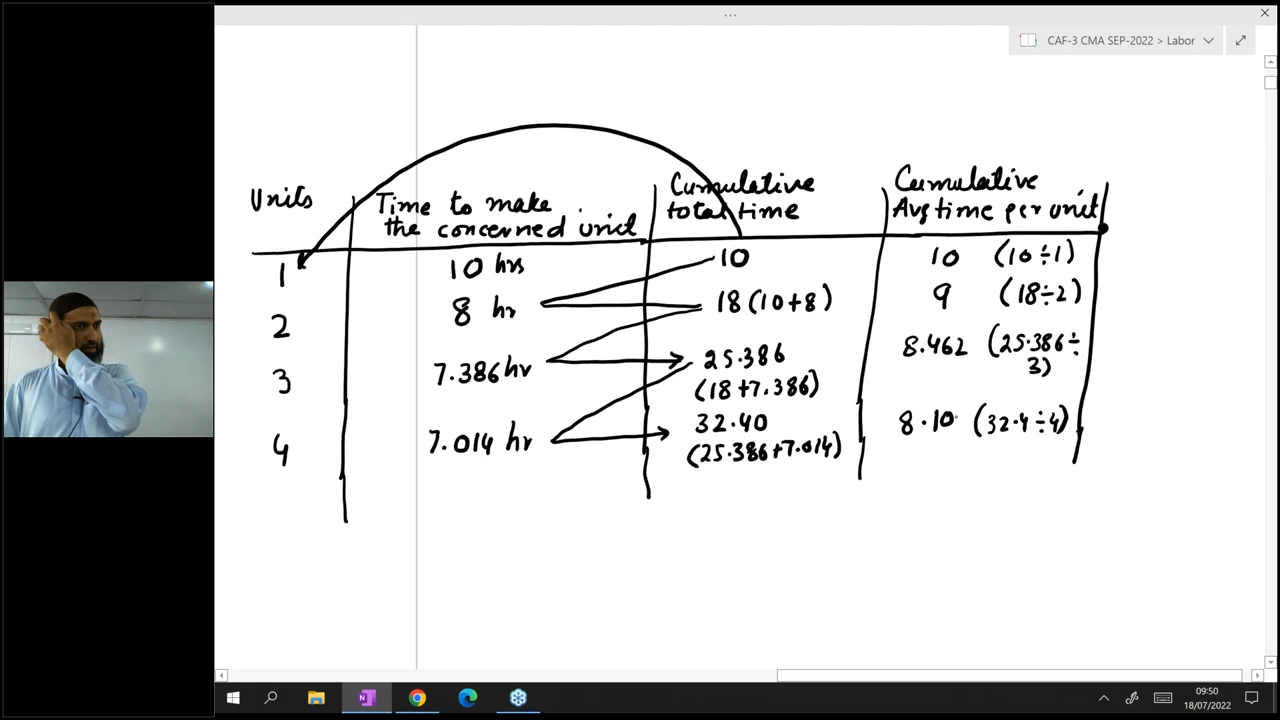 CAF-3 CMA SEP-2022 > Labor
Units
Time to make
the concerned unit
Cumulative
total time
Cumulative
Avg time per unit
1
10 hrs
10
10 (10÷1)
2
8 hr
18 (10+8)
9 (18÷2)
3
7.386 hr
25.386
(18+7.386)
8.462 (25.386÷
3)
4
7.014 hr
32.40
(25.386+7.014)
8.10 (32.4÷4)
09:50
18/07/2022